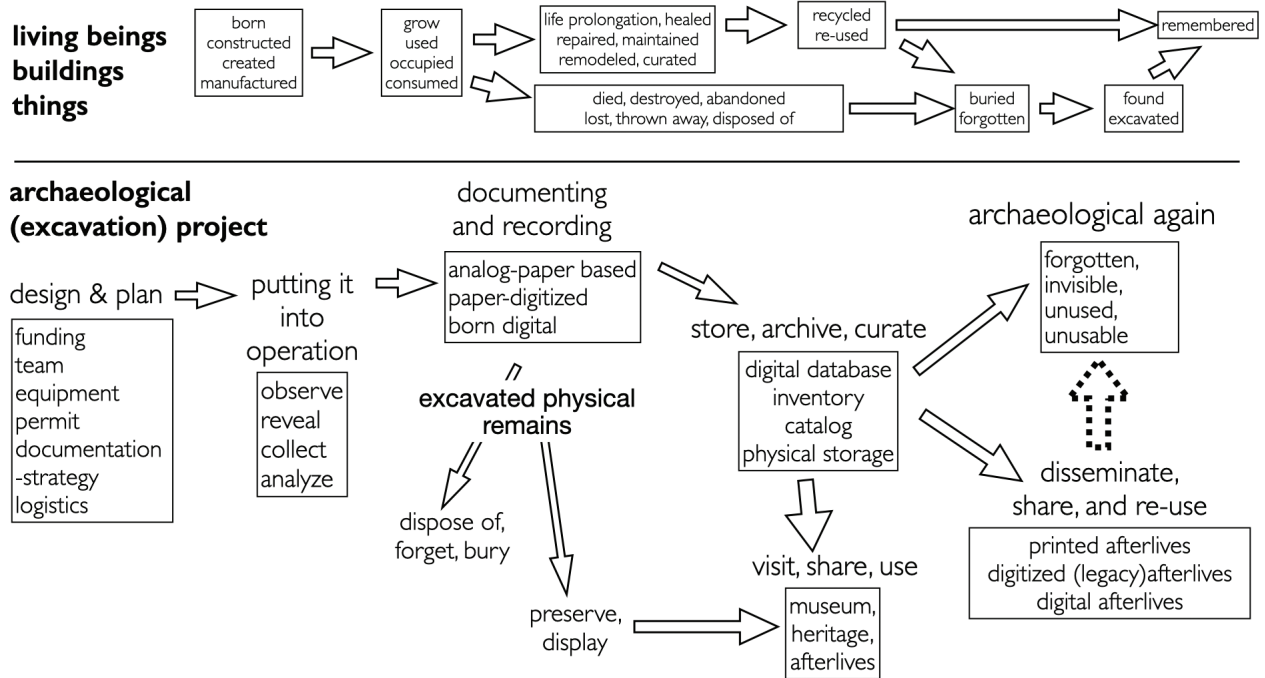 living beings
buildings
things
born
constructed
created
manufactured
grow
used
occupied
consumed
life prolongation, healed
repaired, maintained
remodeled, curated
recycled
re-used
remembered
died, destroyed, abandoned
lost, thrown away, disposed of
buried
forgotten
found
excavated
archaeological
(excavation) project
design & plan
funding
team
equipment
permit
documentation
-strategy
logistics
putting it
into
operation
observe
reveal
collect
analyze
documenting
and recording
analog-paper based
paper-digitized
born digital
excavated physical
remains
dispose of,
forget, bury
preserve,
display
store, archive, curate
digital database
inventory
catalog
physical storage
visit, share, use
museum,
heritage,
afterlives
archaeological again
forgotten,
invisible,
unused,
unusable
disseminate,
share, and re-use
printed afterlives
digitized (legacy)afterlives
digital afterlives